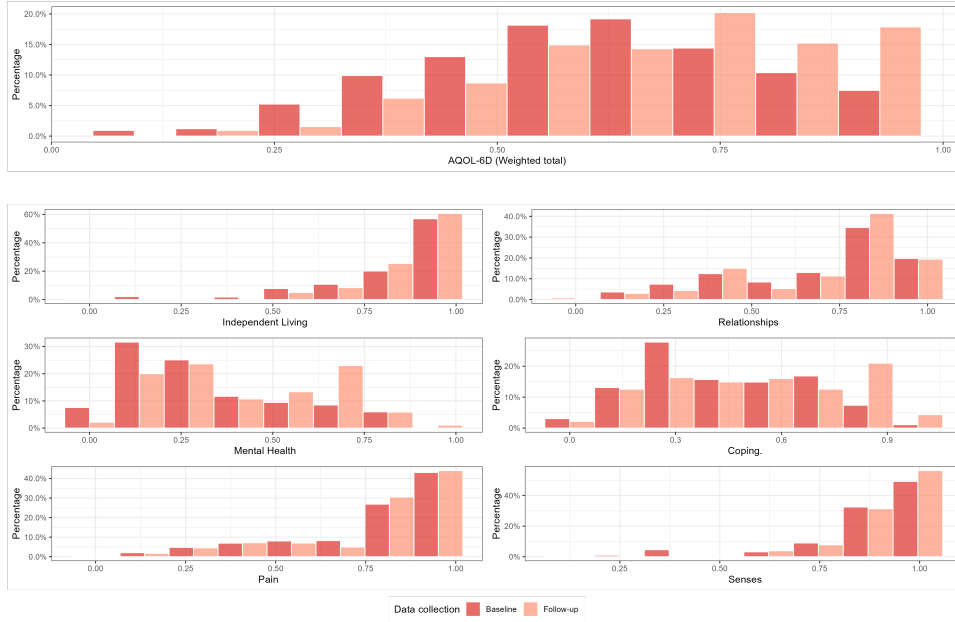 Percentage
20.0%
15.0%
10.0%
5.0%
0.0%
0.00 0.25 0.50 0.75 1.00
AQOL-6D (Weighted total)
Percentage
60%
40%
20%
0%
0.00 0.25 0.50 0.75 1.00
Independent Living
Percentage
40.0%
30.0%
20.0%
10.0%
0.0%
0.00 0.25 0.50 0.75 1.00
Relationships
Percentage
30%
20%
10%
0%
0.00 0.25 0.50 0.75 1.00
Mental Health
Percentage
20%
10%
0%
0.0 0.3 0.6 0.9
Coping.
Percentage
40.0%
30.0%
20.0%
10.0%
0.0%
0.00 0.25 0.50 0.75 1.00
Pain
Percentage
40%
20%
0%
0.25 0.50 0.75 1.00
Senses
Data collection Baseline Follow-up